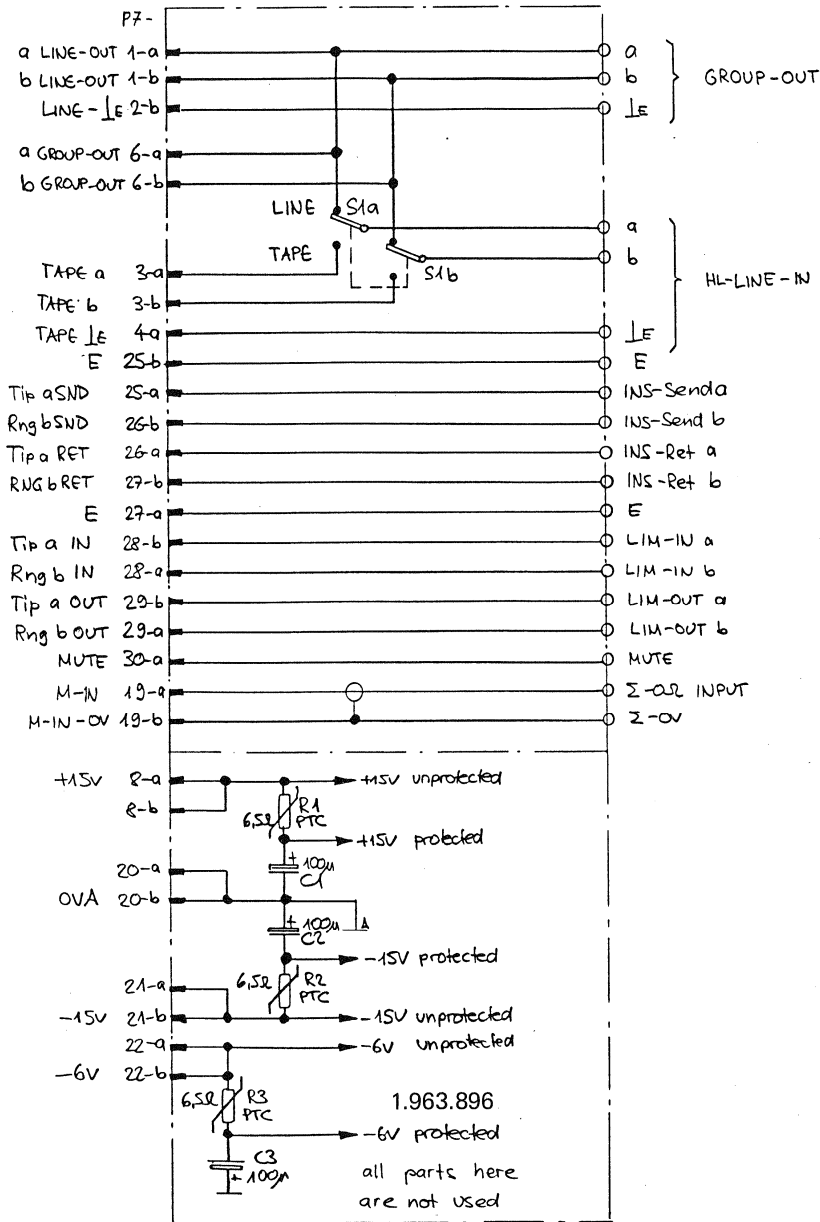 P7-
a LINE-OUT 1-a a
b LINE-OUT 1-b b GROUP-OUT
LINE-⊥E 2-b ⊥E
a GROUP-OUT 6-a
b GROUP-OUT 6-b
LINE S1a a
TAPE S1b b
TAPE a 3-a HL-LINE-IN
TAPE b 3-b
TAPE ⊥E 4a ⊥E
E 25-b E
Tip a SND 25-a INS-Send a
Rng b SND 26-b INS-Send b
Tip a RET 26-a INS-Ret a
RNG b RET 27-b INS-Ret b
E 27-a E
Tip a IN 28-b LIM-IN a
Rng b IN 28-a LIM-IN b
Tip a OUT 29-b LIM-OUT a
Rng b OUT 29-a LIM-OUT b
MUTE 30-a MUTE
M-IN 19-a Σ-0Ω INPUT
M-IN-0V 19-b Σ-0V
+15V 8-a +15V unprotected
8-b 6,5Ω R1 PTC
+15V protected
20-a + 100µ C1
0VA 20-b A
+ 100µ C2
-15V protected
21-a 6,5Ω R2 PTC
-15V 21-b -15V unprotected
22-a -6V unprotected
-6V 22-b
6,5Ω R3 PTC 1.963.896
-6V protected
C3 + 100µ
all parts here
are not used